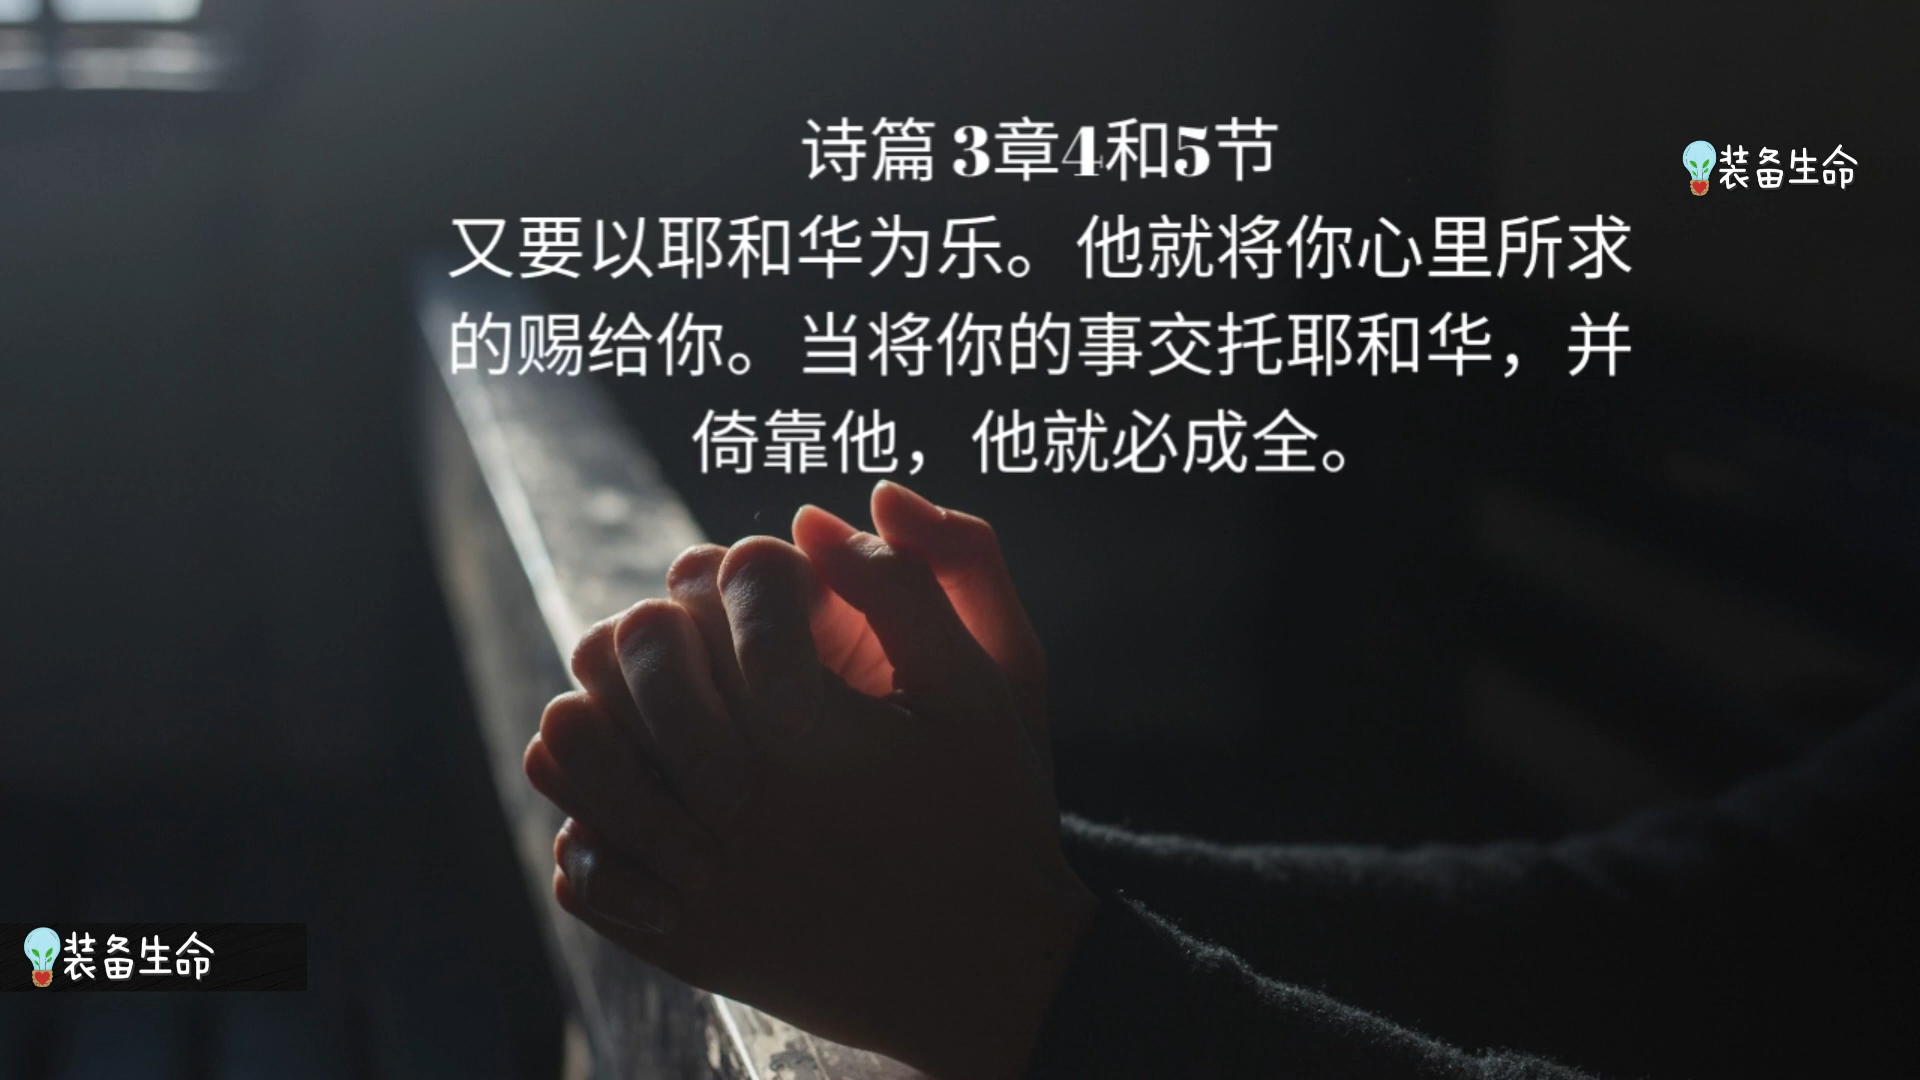 诗篇 3章4和5节
装备生命
又要以耶和华为乐。他就将你心里所求
的赐给你。当将你的事交托耶和华，并
倚靠他，他就必成全。
装备生命